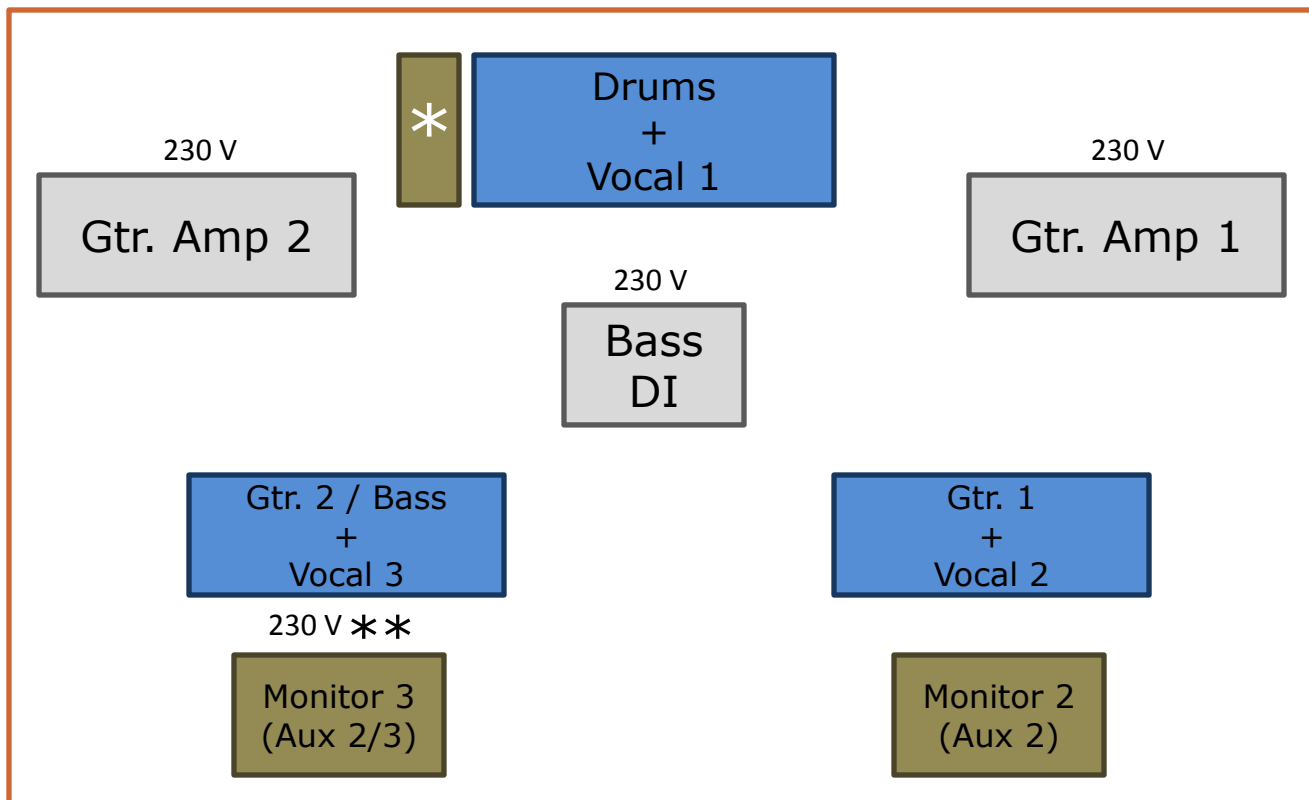 *
Drums
+
Vocal 1
230 V
Gtr. Amp 2
230 V
Gtr. Amp 1
230 V
Bass
DI
Gtr. 2 / Bass
+
Vocal 3
Gtr. 1
+
Vocal 2
230 V **
Monitor 3
(Aux 2/3)
Monitor 2
(Aux 2)